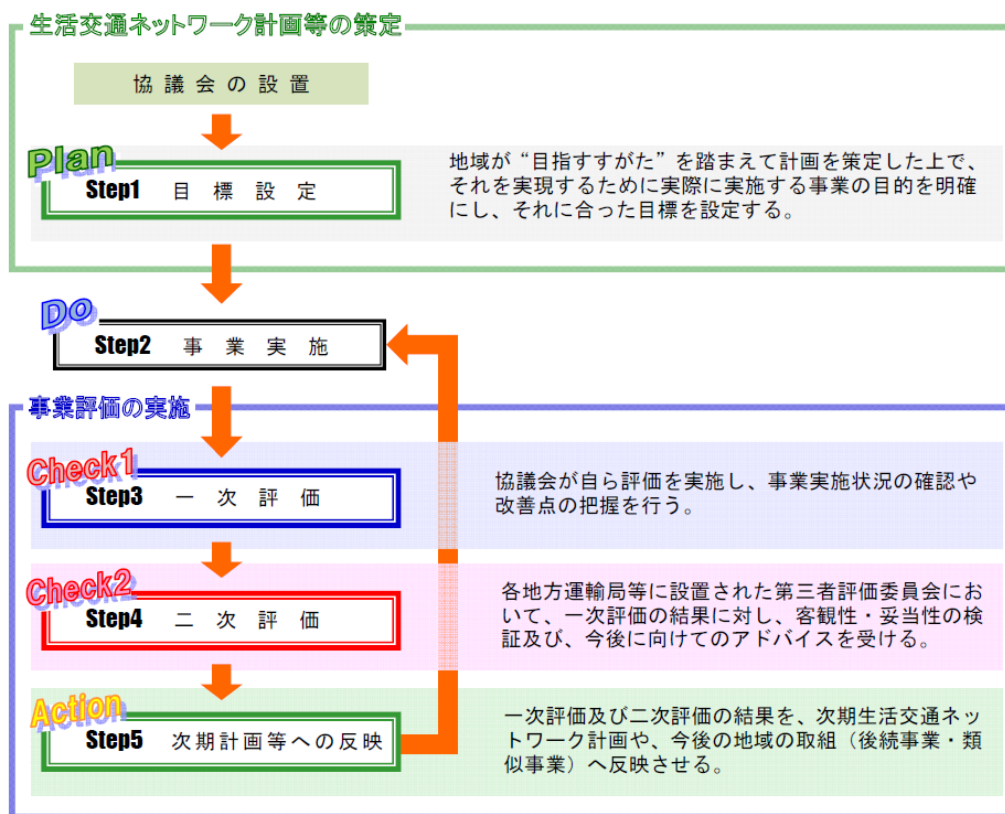 生活交通ネットワーク計画等の策定
協議会の設置
Plan
Step1 目標設定
地域が“目指すすがた”を踏まえて計画を策定した上で、
それを実現するために実際に実施する事業の目的を明確
にし、それに合った目標を設定する。
Do
Step2 事業実施
事業評価の実施
Check1
Step3 一次評価
協議会が自ら評価を実施し、事業実施状況の確認や
改善点の把握を行う。
Check2
Step4 二次評価
各地方運輸局等に設置された第三者評価委員会にお
いて、一次評価の結果に対し、客観性・妥当性の検
証及び、今後に向けてのアドバイスを受ける。
Action
Step5 次期計画等への反映
一次評価及び二次評価の結果を、次期生活交通ネッ
トワーク計画や、今後の地域の取組（後続事業・類
似事業）へ反映させる。